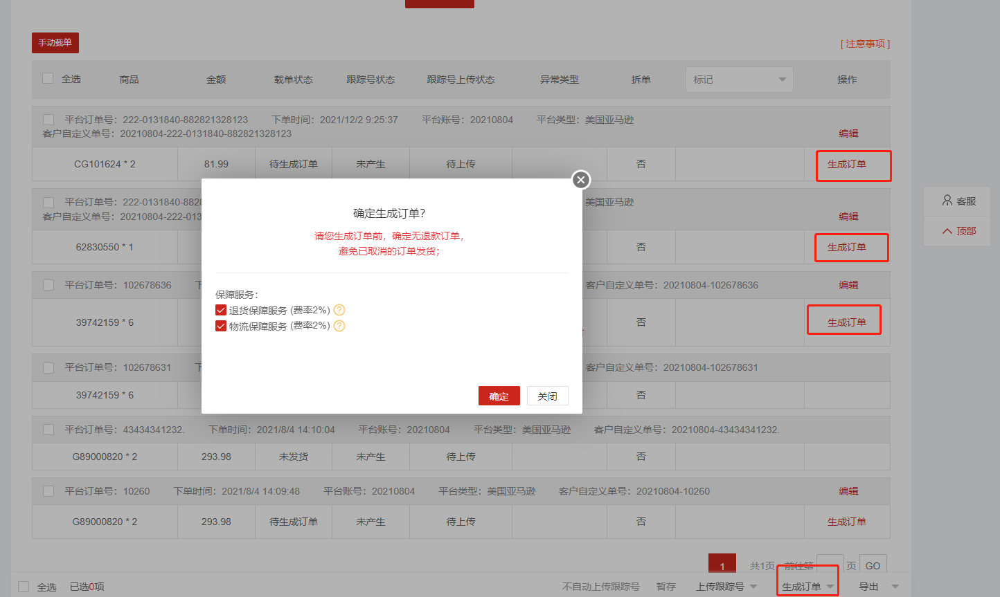 手动载单
[ 注意事项 ]
全选 商品 金额 载单状态 跟踪号状态 跟踪号上传状态 异常类型 拆单 标记 操作
平台订单号：222-0131840-882821328123 下单时间：2021/12/2 9:25:37 平台账号：20210804 平台类型：美国亚马逊
客户自定义单号：20210804-222-0131840-882821328123 编辑
CG101624 * 2 81.99 待生成订单 未产生 待上传 否 生成订单
平台订单号：222-0131840-882 美国亚马逊
客户自定义单号：20210804-222-013 编辑
62830550 * 1 否 生成订单
平台订单号：102678636 下 客户自定义单号：20210804-102678636 编辑
39742159 * 6 否 生成订单
平台订单号：102678631 下 客户自定义单号：20210804-102678631
39742159 * 6 否
平台订单号：43434341232. 下单时间：2021/8/4 14:10:04 平台账号：20210804 平台类型：美国亚马逊 客户自定义单号：20210804-43434341232.
G89000820 * 2 293.98 未发货 未产生 待上传 否
平台订单号：10260 下单时间：2021/8/4 14:09:48 平台账号：20210804 平台类型：美国亚马逊 客户自定义单号：20210804-10260 编辑
G89000820 * 2 293.98 待生成订单 未产生 待上传 否 生成订单
确定生成订单？
请您生成订单前，确定无退款订单，
避免已取消的订单发货；
保障服务：
退货保障服务 (费率2%) ?
物流保障服务 (费率2%) ?
确定 关闭
客服
顶部
1 共1页 前往第 页 GO
全选 已选0项 不自动上传跟踪号 暂存 上传跟踪号 生成订单 导出